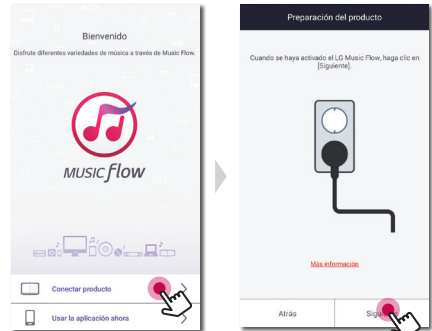 Bienvenido
Disfrute diferentes variedades de música a través de Music Flow.
MUSIC flow
Conectar producto
Usar la aplicación ahora
Preparación del producto
Cuando se haya activado el LG Music Flow, haga clic en
[Siguiente].
Más información
Atrás